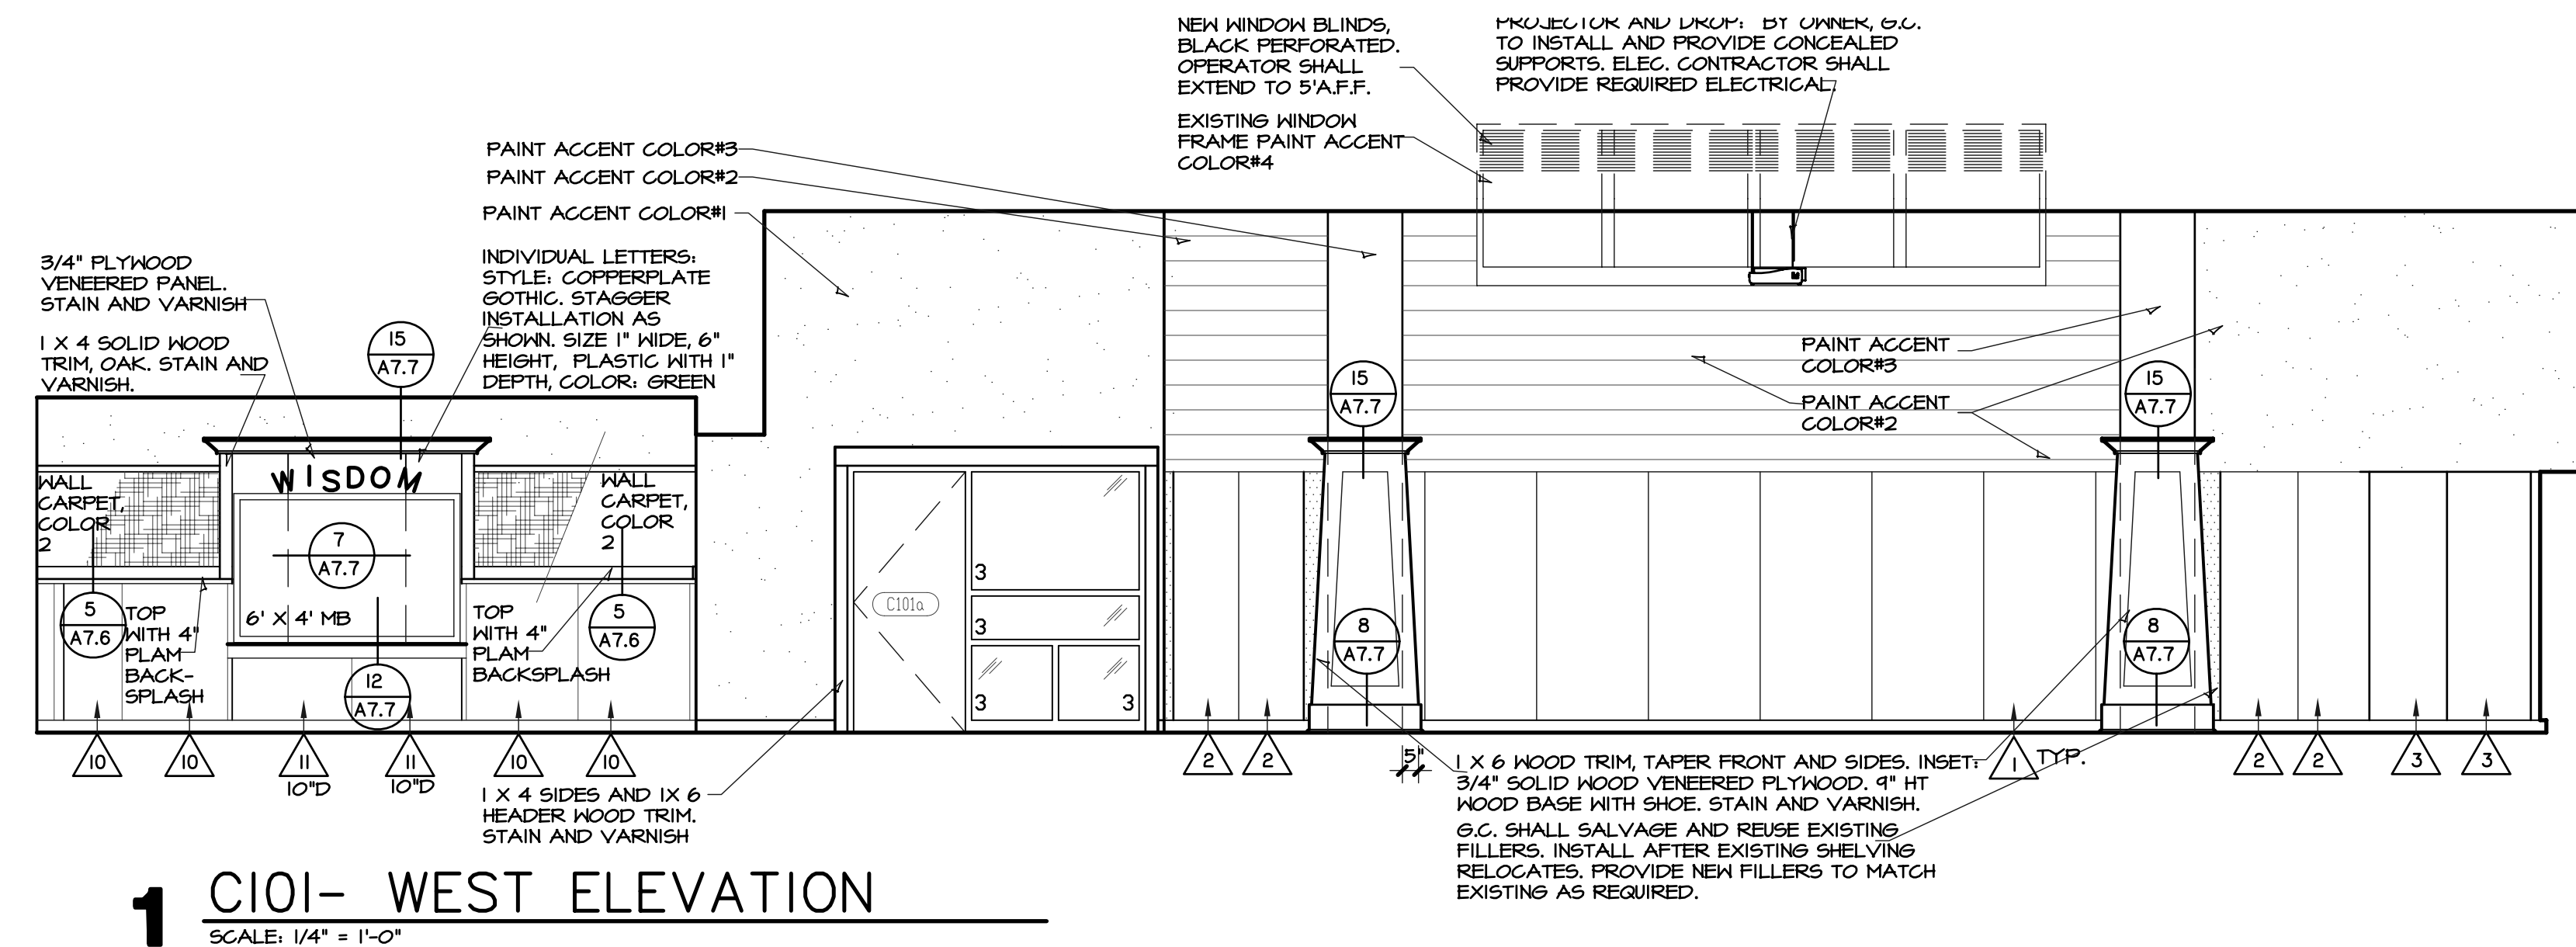 NEW WINDOW BLINDS,
BLACK PERFORATED.
OPERATOR SHALL
EXTEND TO 5'A.F.F.
EXISTING WINDOW
FRAME PAINT ACCENT
COLOR#4
PROJECTOR AND DROP: BY OWNER, G.C.
TO INSTALL AND PROVIDE CONCEALED
SUPPORTS. ELEC. CONTRACTOR SHALL
PROVIDE REQUIRED ELECTRICAL.
PAINT ACCENT COLOR#3
PAINT ACCENT COLOR#2
PAINT ACCENT COLOR#1
INDIVIDUAL LETTERS:
STYLE: COPPERPLATE
GOTHIC. STAGGER
INSTALLATION AS
SHOWN. SIZE 1" WIDE, 6"
HEIGHT, PLASTIC WITH 1"
DEPTH, COLOR: GREEN
3/4" PLYWOOD
VENEERED PANEL.
STAIN AND VARNISH
1 X 4 SOLID WOOD
TRIM, OAK. STAIN AND
VARNISH.
15
A7.7
WISDOM
WALL
CARPET,
COLOR
2
WALL
CARPET,
COLOR
2
7
A7.7
6' X 4' MB
5
A7.6
TOP
WITH 4"
PLAM
BACK-
SPLASH
TOP
WITH 4"
PLAM
BACKSPLASH
5
A7.6
12
A7.7
C101a
3
3
3
3
15
A7.7
8
A7.7
PAINT ACCENT
COLOR#3
PAINT ACCENT
COLOR#2
15
A7.7
8
A7.7
10
10
11
10"D
11
10"D
10
10
2
2
5"
1
TYP.
2
2
3
3
1 X 4 SIDES AND 1X 6
HEADER WOOD TRIM.
STAIN AND VARNISH
1 X 6 WOOD TRIM, TAPER FRONT AND SIDES. INSET:
3/4" SOLID WOOD VENEERED PLYWOOD. 9" HT
WOOD BASE WITH SHOE. STAIN AND VARNISH.
G.C. SHALL SALVAGE AND REUSE EXISTING
FILLERS. INSTALL AFTER EXISTING SHELVING
RELOCATES. PROVIDE NEW FILLERS TO MATCH
EXISTING AS REQUIRED.
1
C101- WEST ELEVATION
SCALE: 1/4" = 1'-0"